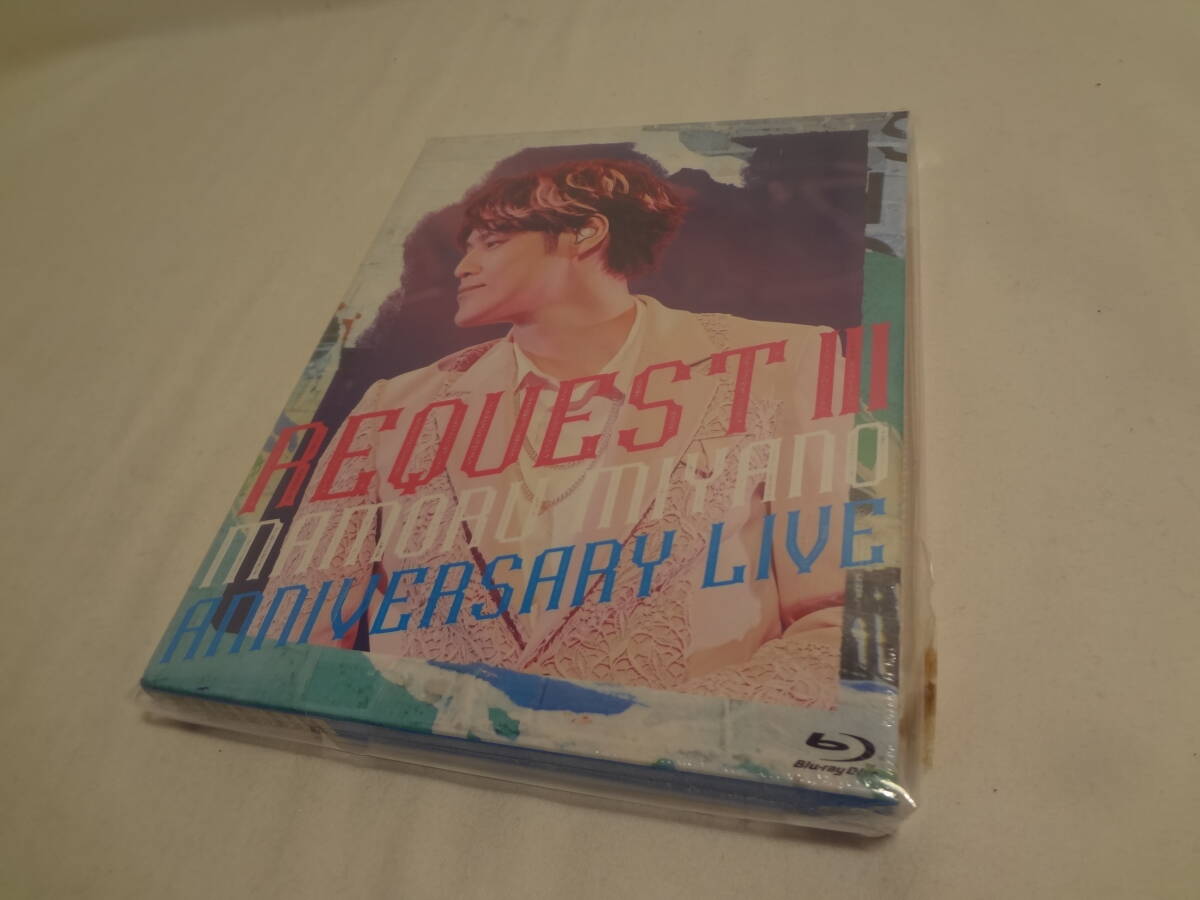 REQUEST III
MAMORU MIYANO
ANNIVERSARY LIVE
Blu-ray Disc